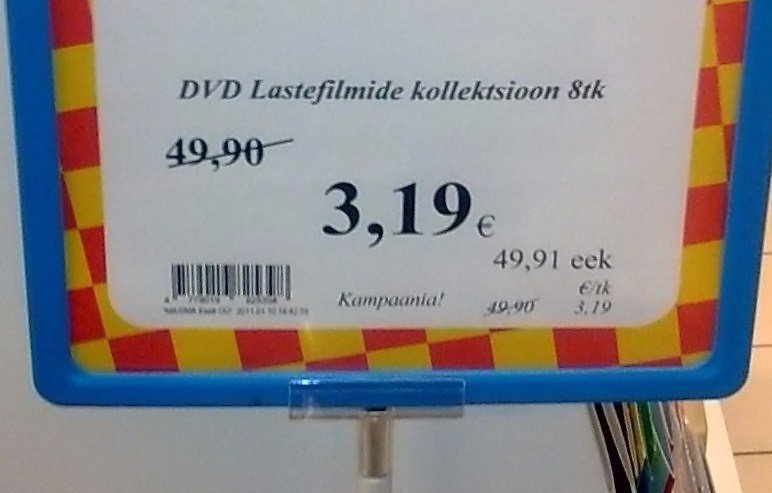 DVD Lastefilmide kollektsioon 8tk
49,90
3,19 €
49,91 eek
€/tk
Kampaania! 49,90 3,19